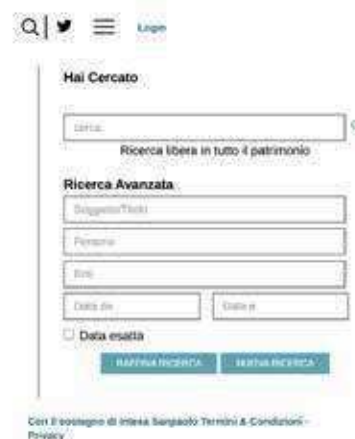 Login
Hai Cercato
cerca
Ricerca libera in tutto il patrimonio
Ricerca Avanzata
Soggetto/Titolo
Persona
Enti
Data da
Data a
Data esatta
RAFFINA RICERCA
NUOVA RICERCA
Con il sostegno di Intesa Sanpaolo Termini & Condizioni -
Privacy